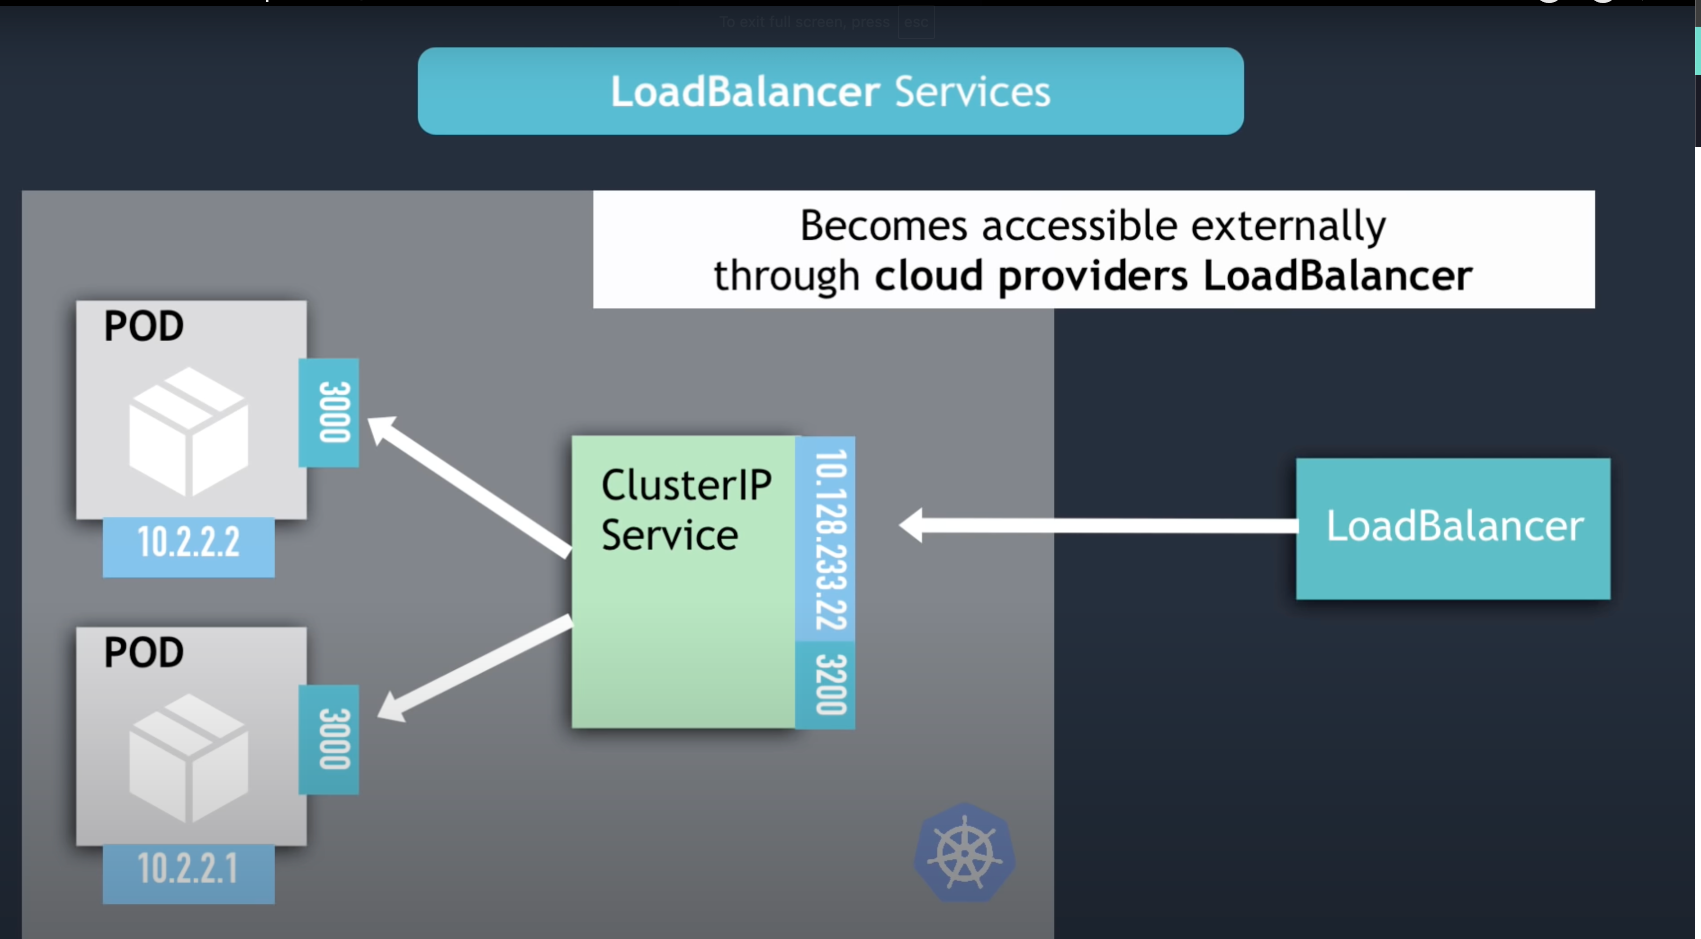 To exit full screen, press esc
LoadBalancer Services
Becomes accessible externally
through cloud providers LoadBalancer
POD
3000
10.2.2.2
ClusterIP
Service
10.128.233.22
3200
LoadBalancer
POD
3000
10.2.2.1